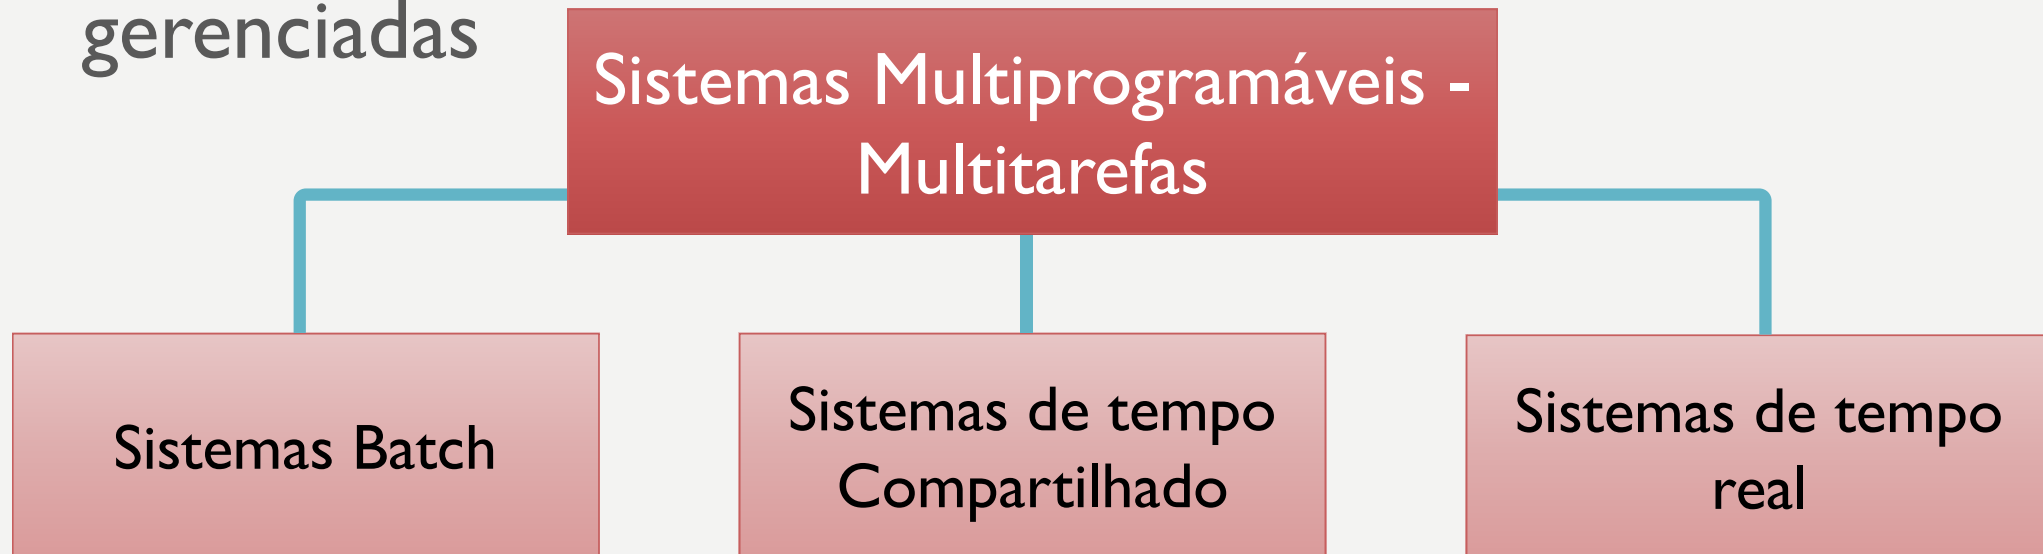 gerenciadas
Sistemas Multiprogramáveis -
Multitarefas
Sistemas Batch
Sistemas de tempo
Compartilhado
Sistemas de tempo
real